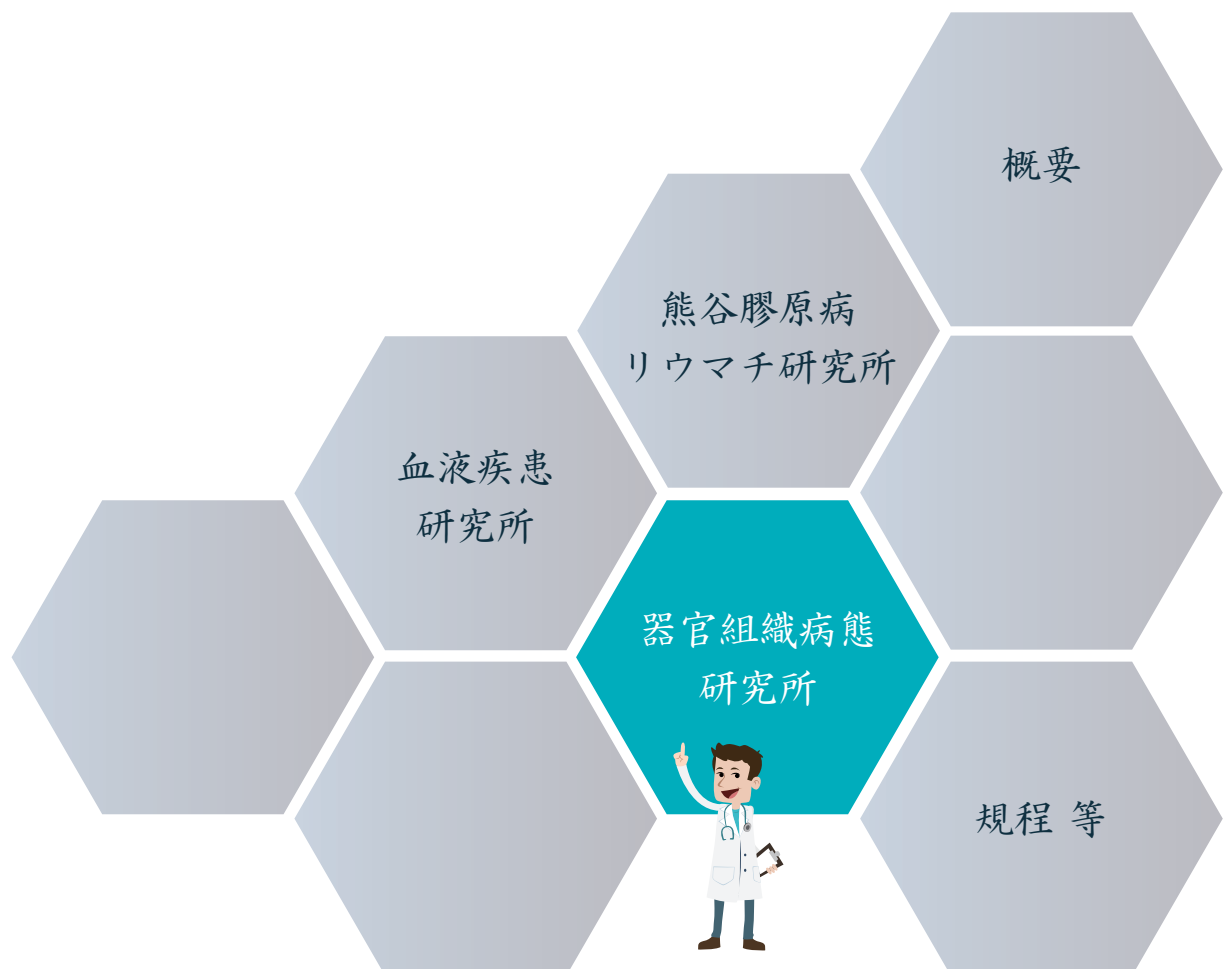 概要
熊谷膠原病
リウマチ研究所
血液疾患
研究所
器官組織病態
研究所
規程 等